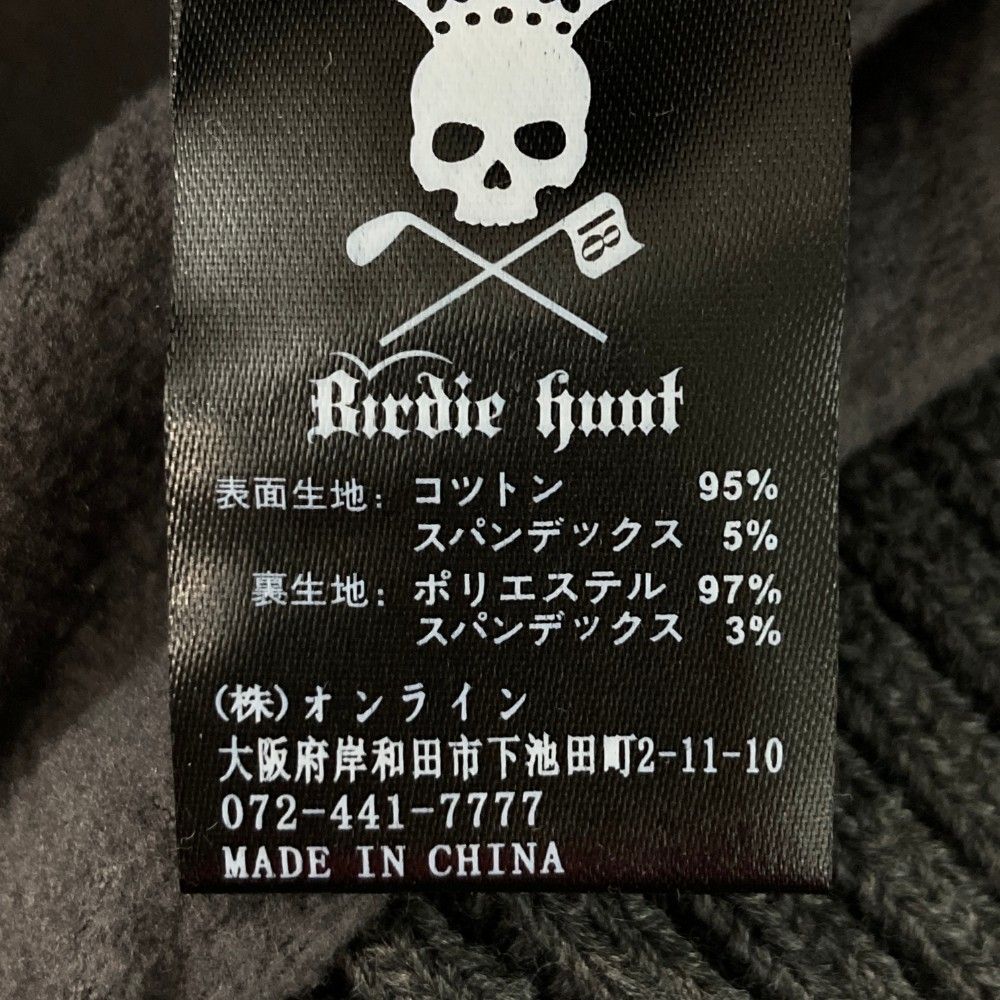 18
Birdie hunt
表面生地: コツトン 95%
スパンデックス 5%
裏生地: ポリエステル 97%
スパンデックス 3%
(株)オンライン
大阪府岸和田市下池田町2-11-10
072-441-7777
MADE IN CHINA